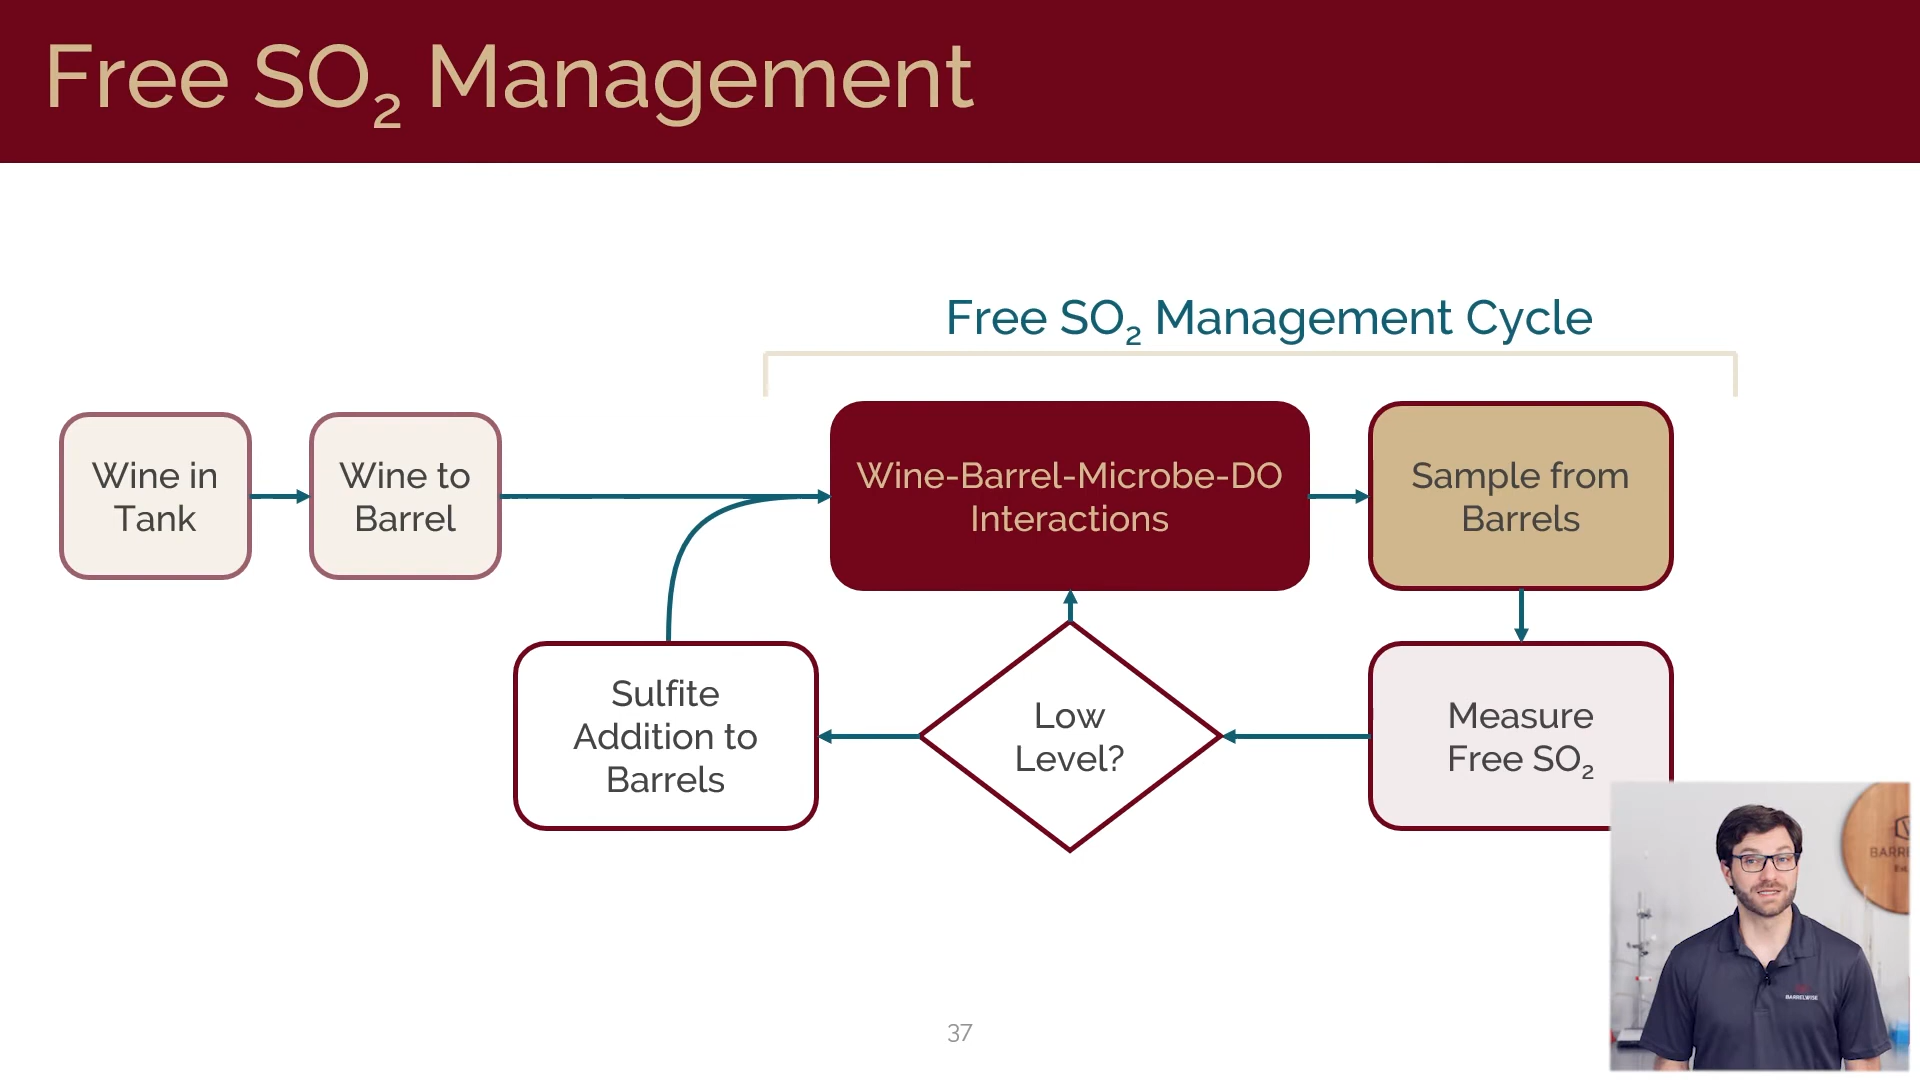 Free SO₂ Management
Free SO₂ Management Cycle
Wine in
Tank
Wine to
Barrel
Wine-Barrel-Microbe-DO
Interactions
Sample from
Barrels
Sulfite
Addition to
Barrels
Low
Level?
Measure
Free SO₂
BARRELWISE
37